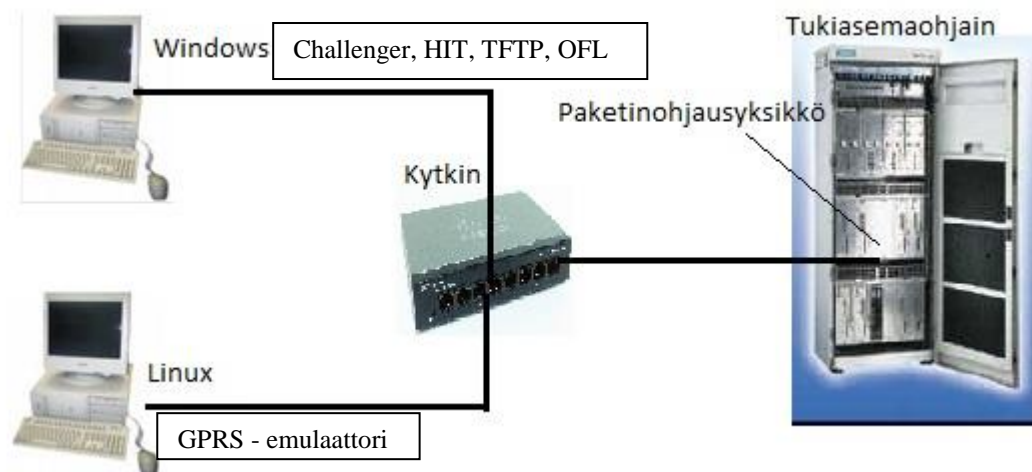 Windows
Challenger, HIT, TFTP, OFL
Tukiasemaohjain
Paketinohjausyksikkö
Kytkin
Linux
GPRS - emulaattori